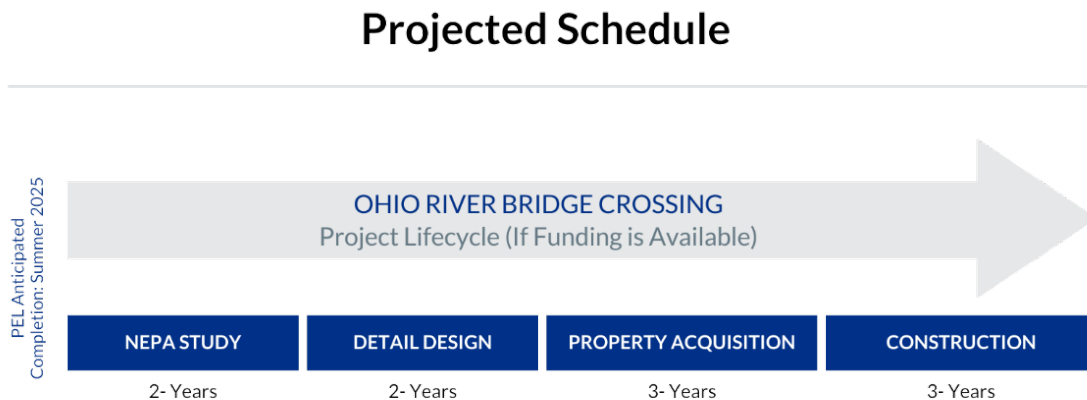 Projected Schedule
PEL Anticipated
Completion: Summer 2025
OHIO RIVER BRIDGE CROSSING
Project Lifecycle (If Funding is Available)
NEPA STUDY
DETAIL DESIGN
PROPERTY ACQUISITION
CONSTRUCTION
2- Years
2- Years
3- Years
3- Years